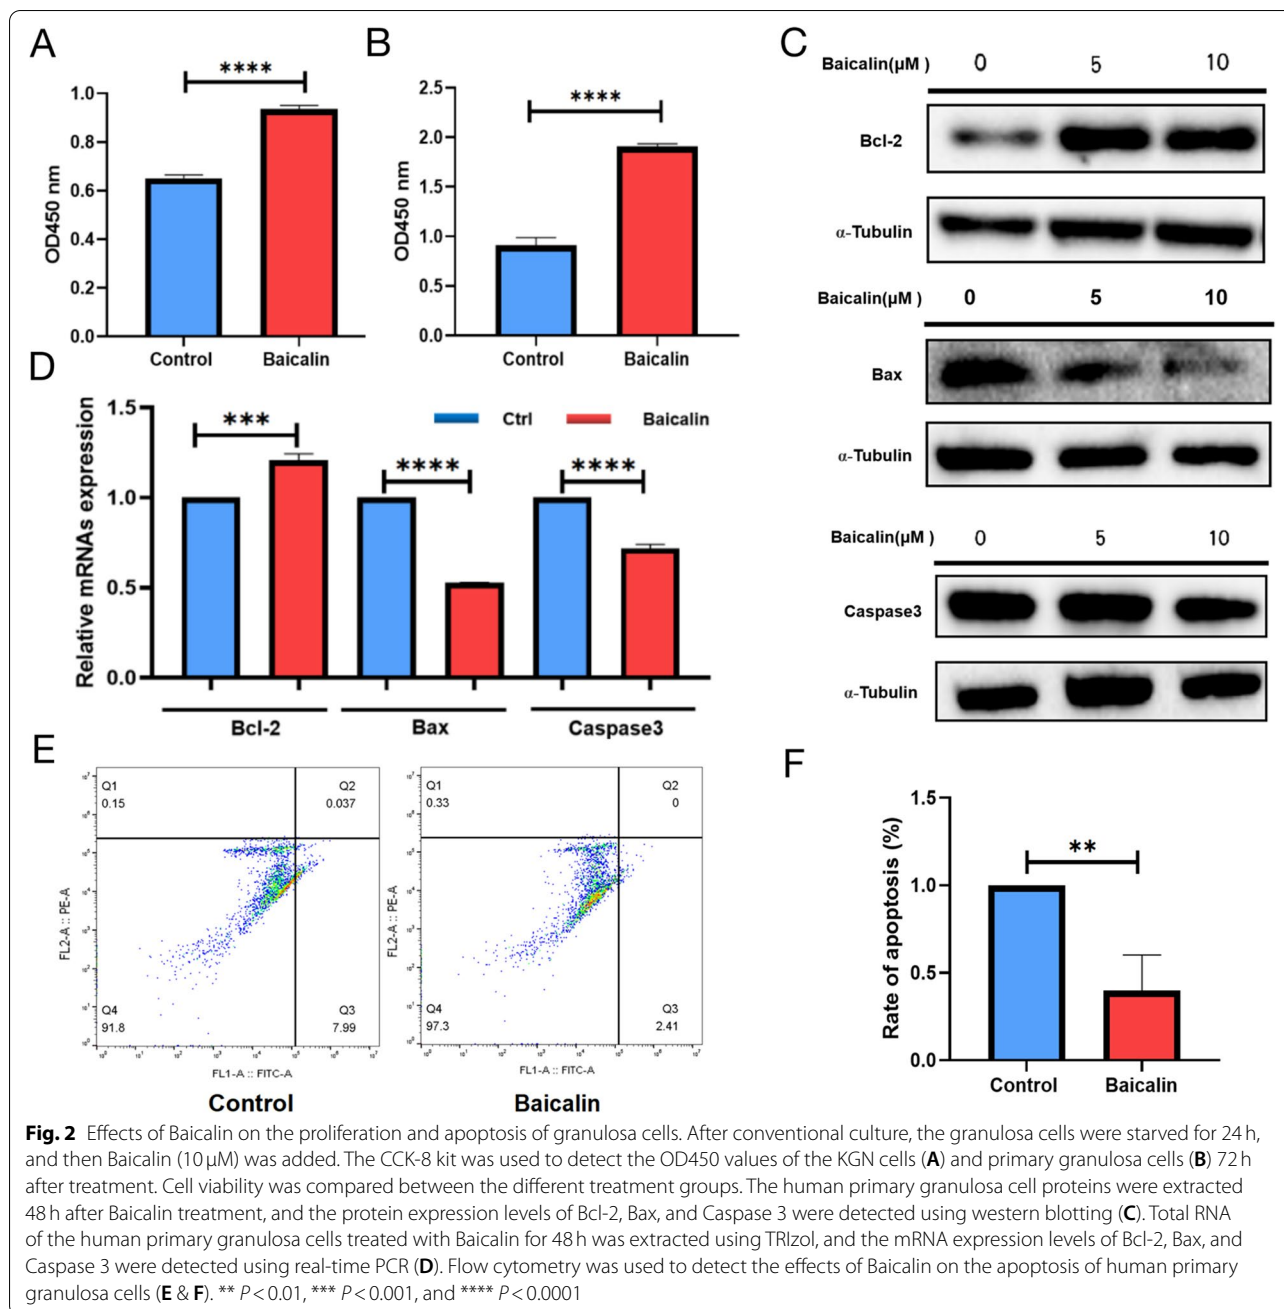 A
****
1.0
0.8
0.6
0.4
0.2
0.0
OD450 nm
Control Baicalin
B
****
2.5
2.0
1.5
1.0
0.5
0.0
OD450 nm
Control Baicalin
C
Baicalin(μM ) 0 5 10
Bcl-2
α-Tubulin
Baicalin(μM ) 0 5 10
Bax
α-Tubulin
Baicalin(μM ) 0 5 10
Caspase3
α-Tubulin
D
Ctrl Baicalin
*** **** ****
1.5
1.0
0.5
0.0
Relative mRNAs expression
Bcl-2 Bax Caspase3
E
Q1
0.15
Q2
0.037
Q4
91.8
Q3
7.99
FL2-A :: PE-A
FL1-A :: FITC-A
Control
Q1
0.33
Q2
0
Q4
97.3
Q3
2.41
FL2-A :: PE-A
FL1-A :: FITC-A
Baicalin
F
**
1.5
1.0
0.5
0.0
Rate of apoptosis (%)
Control Baicalin
Fig. 2 Effects of Baicalin on the proliferation and apoptosis of granulosa cells. After conventional culture, the granulosa cells were starved for 24 h,
and then Baicalin (10 μM) was added. The CCK-8 kit was used to detect the OD450 values of the KGN cells (A) and primary granulosa cells (B) 72 h
after treatment. Cell viability was compared between the different treatment groups. The human primary granulosa cell proteins were extracted
48 h after Baicalin treatment, and the protein expression levels of Bcl-2, Bax, and Caspase 3 were detected using western blotting (C). Total RNA
of the human primary granulosa cells treated with Baicalin for 48 h was extracted using TRIzol, and the mRNA expression levels of Bcl-2, Bax, and
Caspase 3 were detected using real-time PCR (D). Flow cytometry was used to detect the effects of Baicalin on the apoptosis of human primary
granulosa cells (E & F). ** P < 0.01, *** P < 0.001, and **** P < 0.0001